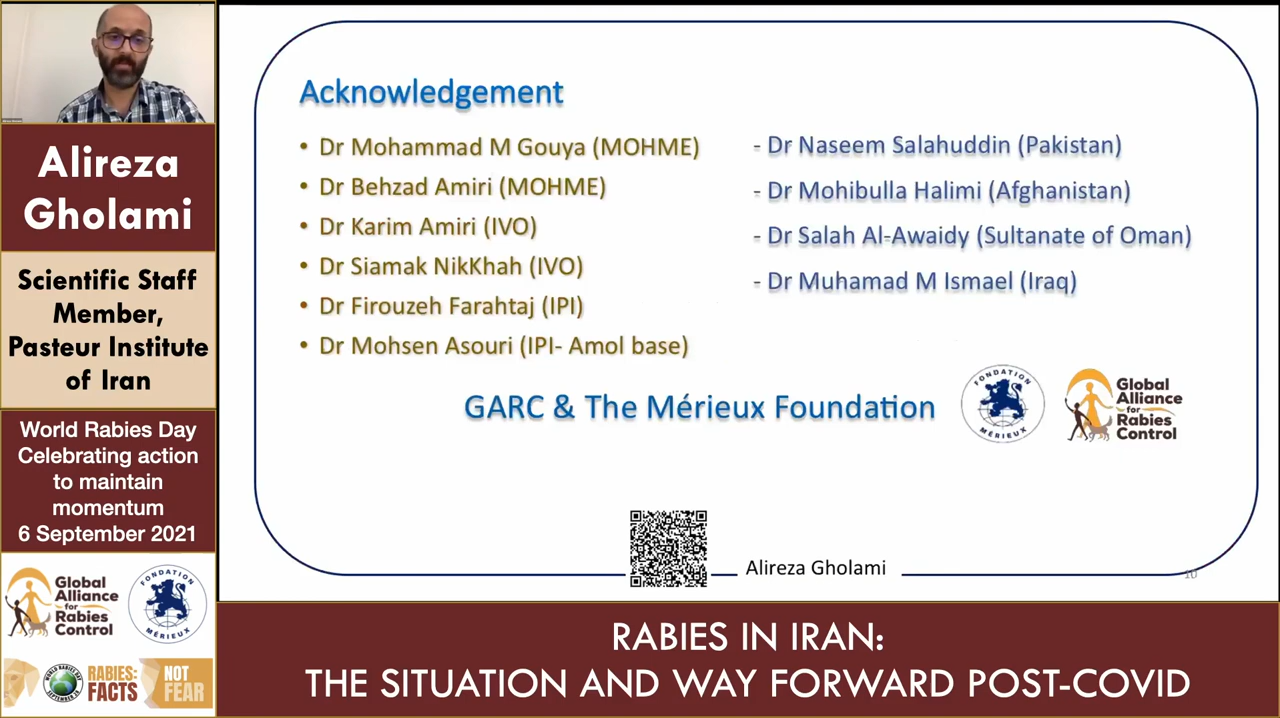 Alireza
Gholami
Scientific Staff
Member,
Pasteur Institute
of Iran
World Rabies Day
Celebrating action
to maintain
momentum
6 September 2021
Global
Alliance
for
Rabies
Control
FONDATION
MÉRIEUX
RABIES:
FACTS
NOT
FEAR
Acknowledgement
• Dr Mohammad M Gouya (MOHME)
• Dr Behzad Amiri (MOHME)
• Dr Karim Amiri (IVO)
• Dr Siamak NikKhah (IVO)
• Dr Firouzeh Farahtaj (IPI)
• Dr Mohsen Asouri (IPI- Amol base)
- Dr Naseem Salahuddin (Pakistan)
- Dr Mohibulla Halimi (Afghanistan)
- Dr Salah Al-Awaidy (Sultanate of Oman)
- Dr Muhamad M Ismael (Iraq)
GARC & The Mérieux Foundation
FONDATION
MÉRIEUX
Global
Alliance
for
Rabies
Control
Alireza Gholami
10
RABIES IN IRAN:
THE SITUATION AND WAY FORWARD POST-COVID